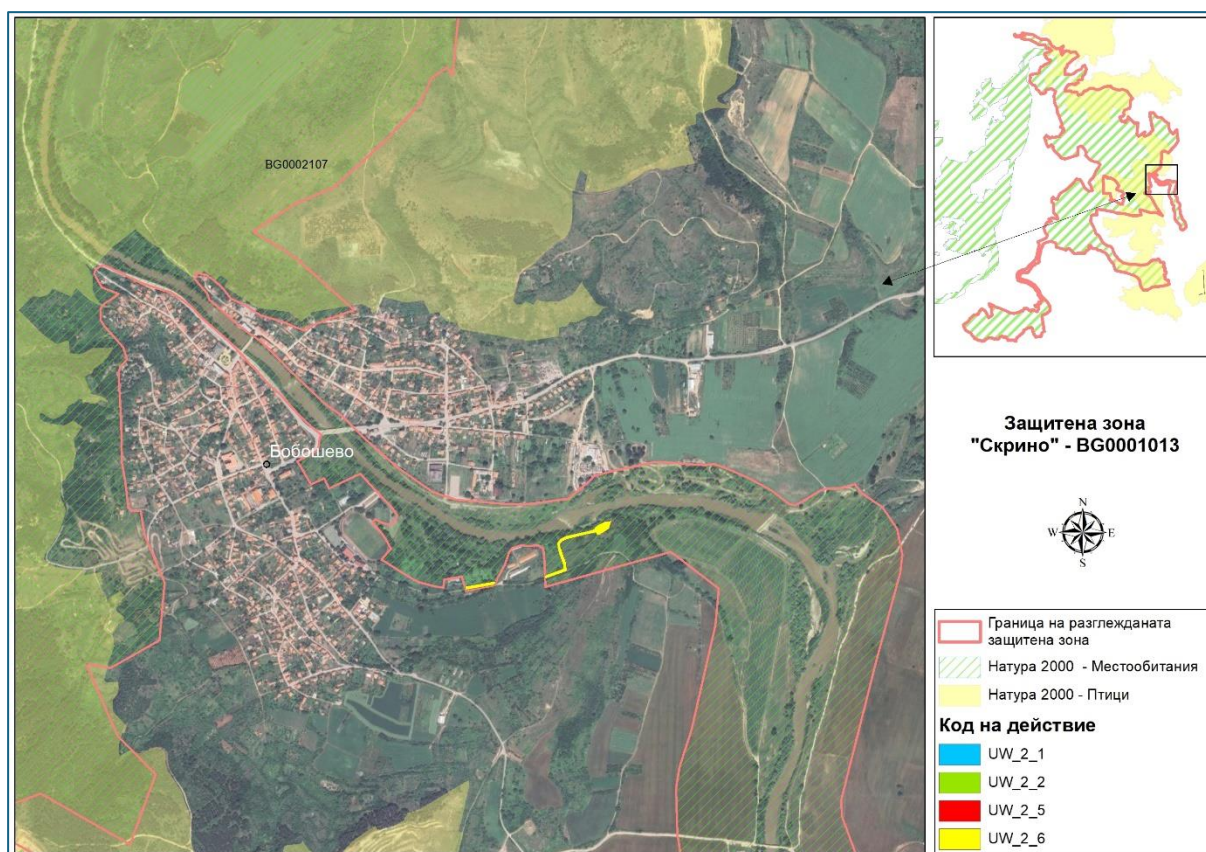 BG0002107
Бобошево
Защитена зона
"Скрино" - BG0001013
N
W E
S
Граница на разглежданата
защитена зона
Натура 2000 - Местообитания
Натура 2000 - Птици
Код на действие
UW_2_1
UW_2_2
UW_2_5
UW_2_6